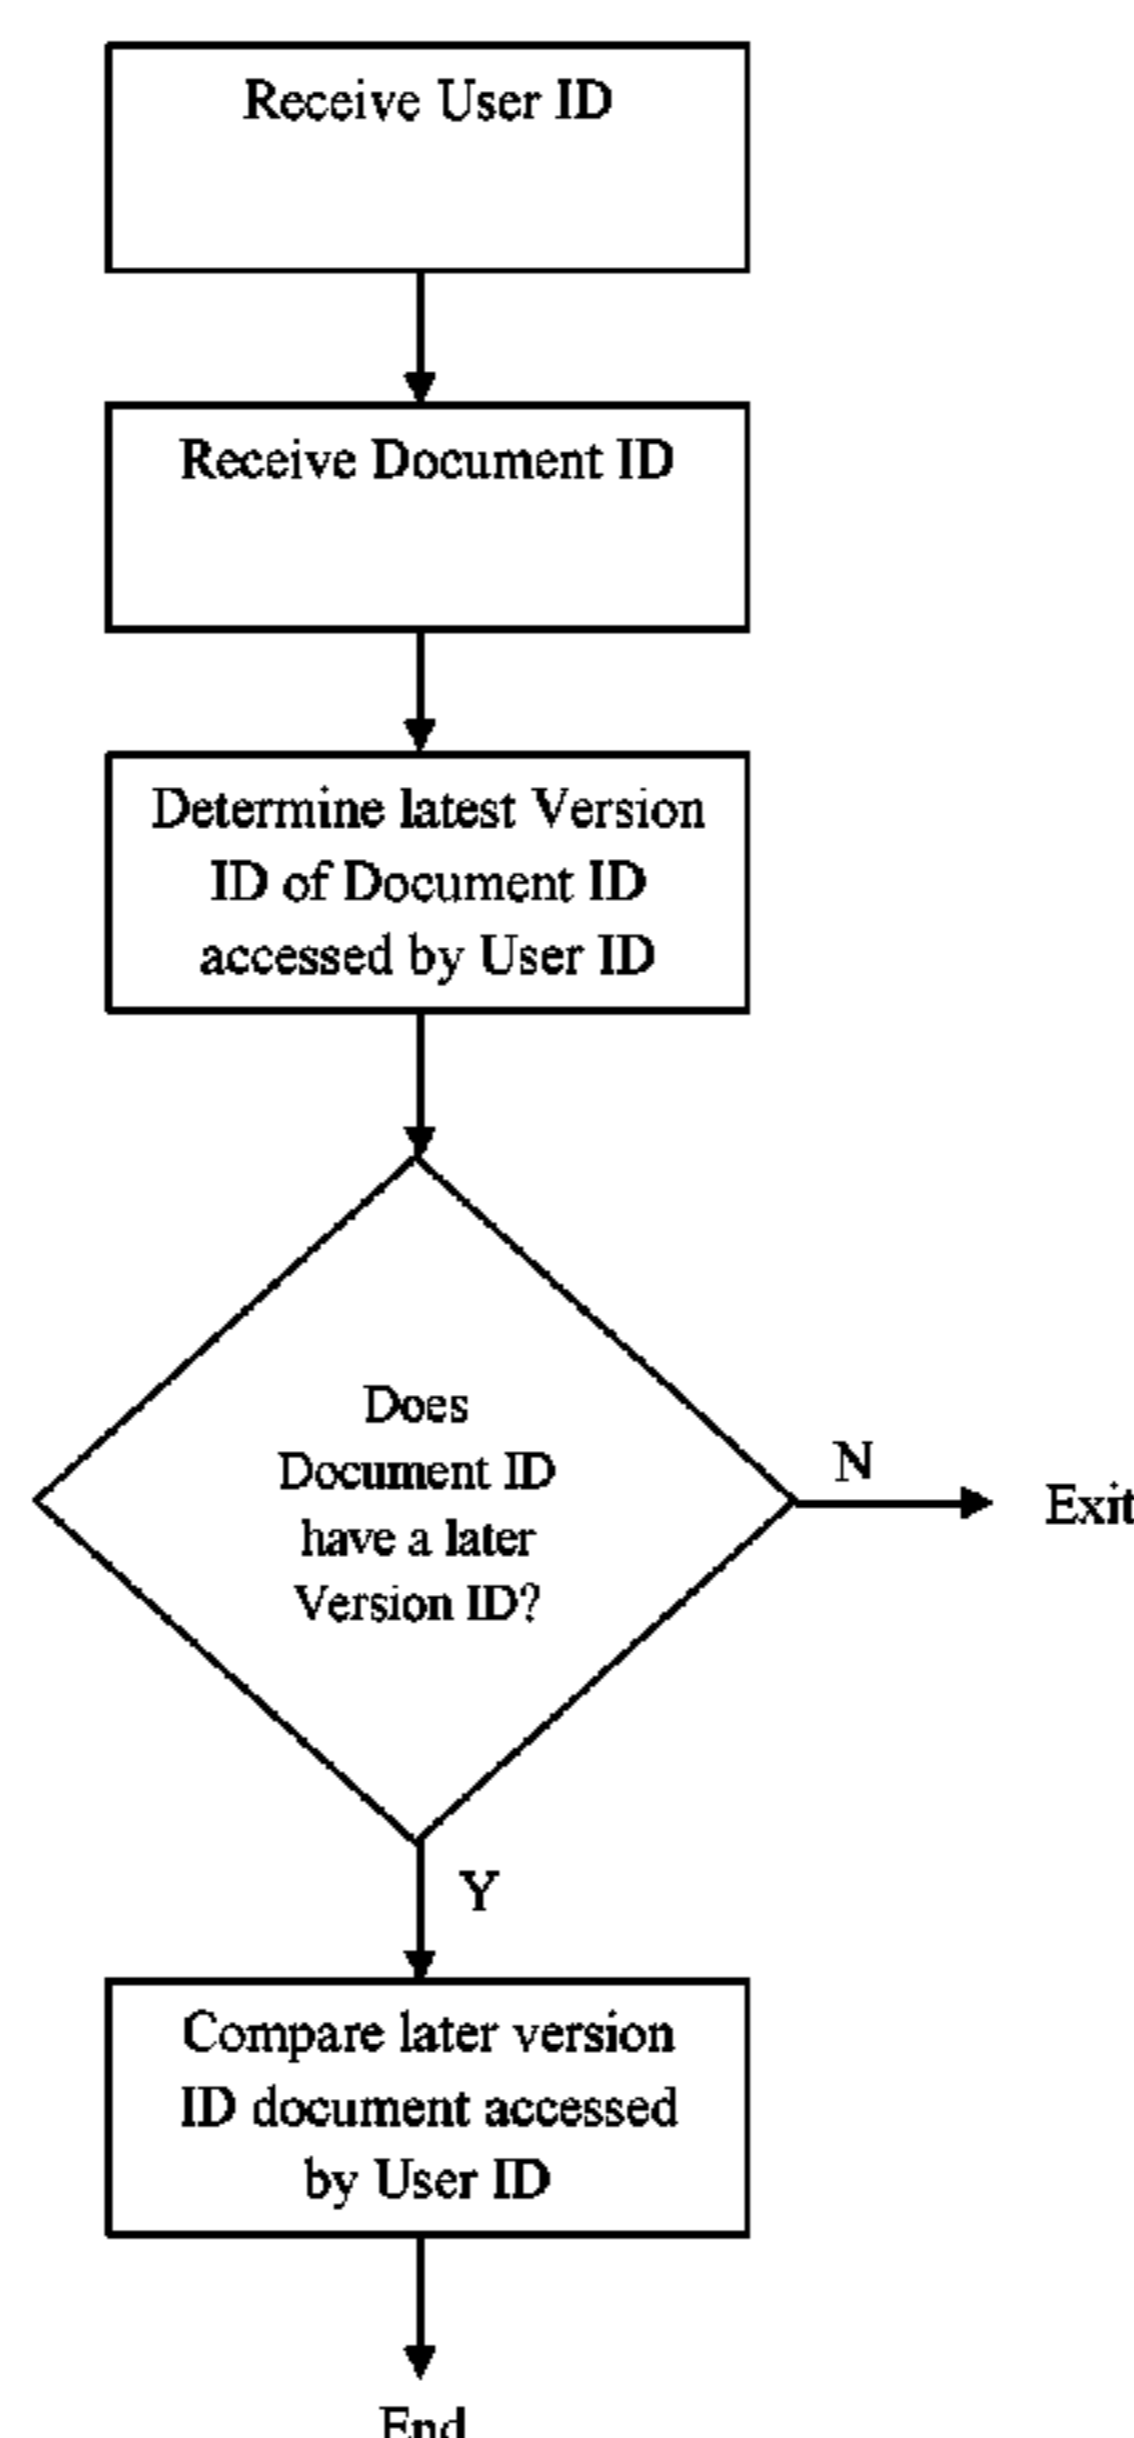 Receive User ID
Receive Document ID
Determine latest Version
ID of Document ID
accessed by User ID
Does
Document ID
have a later
Version ID?
N
Exit
Y
Compare later version
ID document accessed
by User ID
End